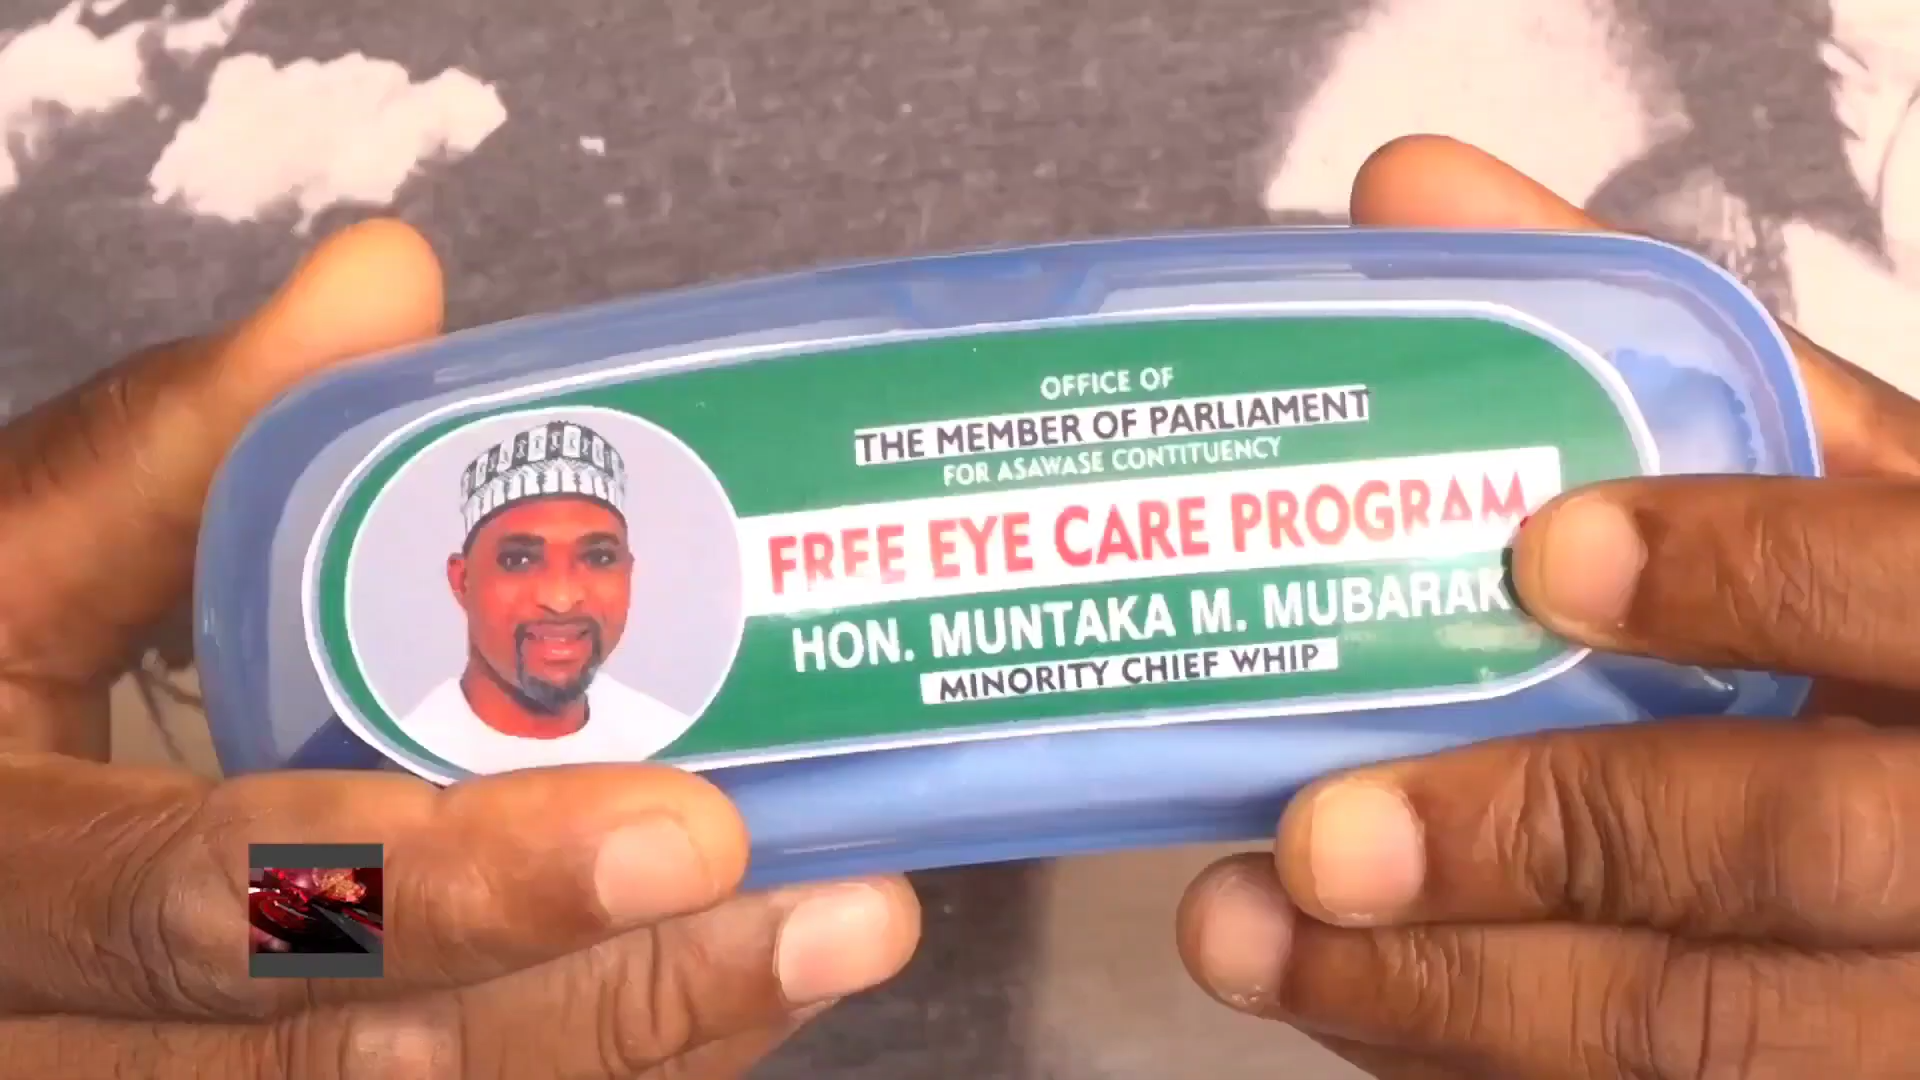 OFFICE OF
THE MEMBER OF PARLIAMENT
FOR ASAWASE CONTITUENCY
FREE EYE CARE PROGRAM
HON. MUNTAKA M. MUBARAK
MINORITY CHIEF WHIP